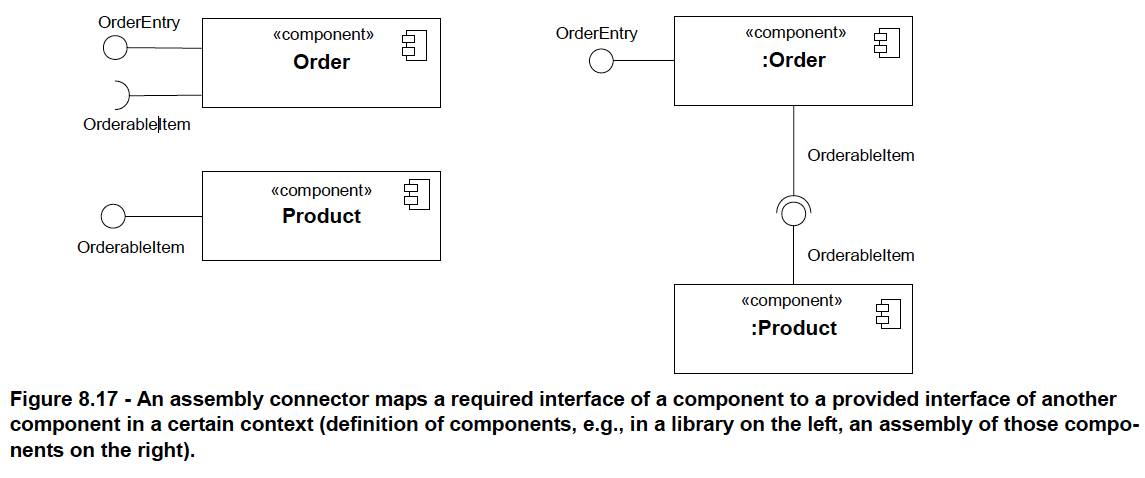 OrderEntry
«component»
Order
OrderableItem
«component»
Product
OrderableItem
OrderEntry
«component»
:Order
OrderableItem
OrderableItem
«component»
:Product
Figure 8.17 - An assembly connector maps a required interface of a component to a provided interface of another
component in a certain context (definition of components, e.g., in a library on the left, an assembly of those compo-
nents on the right).